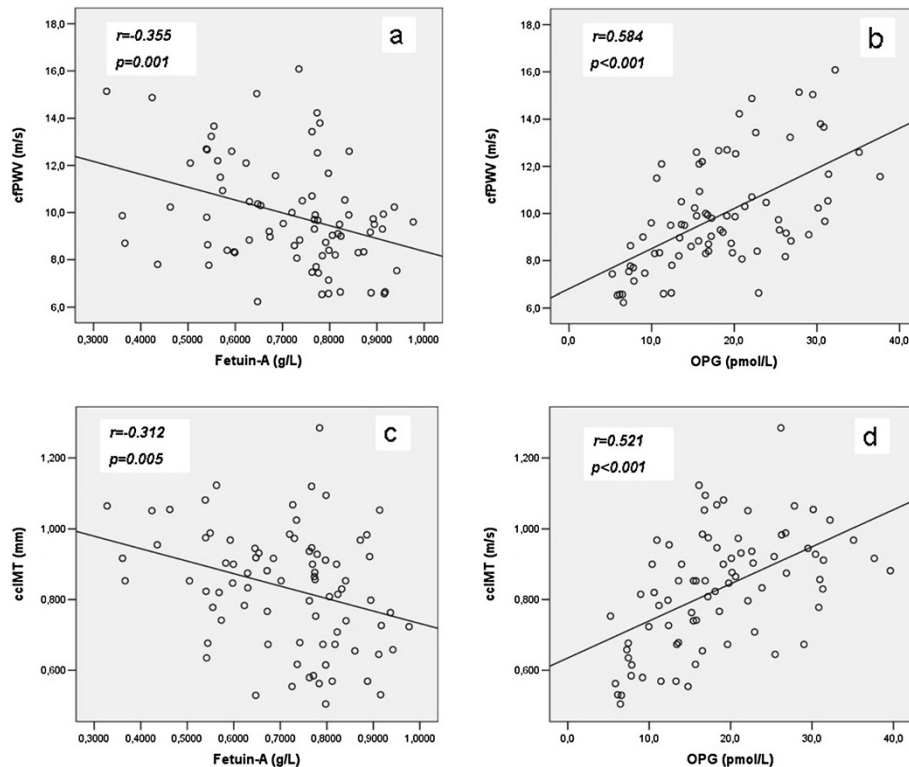 r=-0.355
p=0.001
a
cfPWV (m/s)
18,0
16,0
14,0
12,0
10,0
8,0
6,0
0,3000 0,4000 0,5000 0,6000 0,7000 0,8000 0,9000 1,0000
Fetuin-A (g/L)
r=0.584
p<0.001
b
cfPWV (m/s)
18,0
16,0
14,0
12,0
10,0
8,0
6,0
0,0 10,0 20,0 30,0 40,0
OPG (pmol/L)
r=-0.312
p=0.005
c
ccIMT (mm)
1,200
1,000
0,800
0,600
0,3000 0,4000 0,5000 0,6000 0,7000 0,8000 0,9000 1,0000
Fetuin-A (g/L)
r=0.521
p<0.001
d
ccIMT (m/s)
1,200
1,000
0,800
0,600
0,0 10,0 20,0 30,0 40,0
OPG (pmol/L)